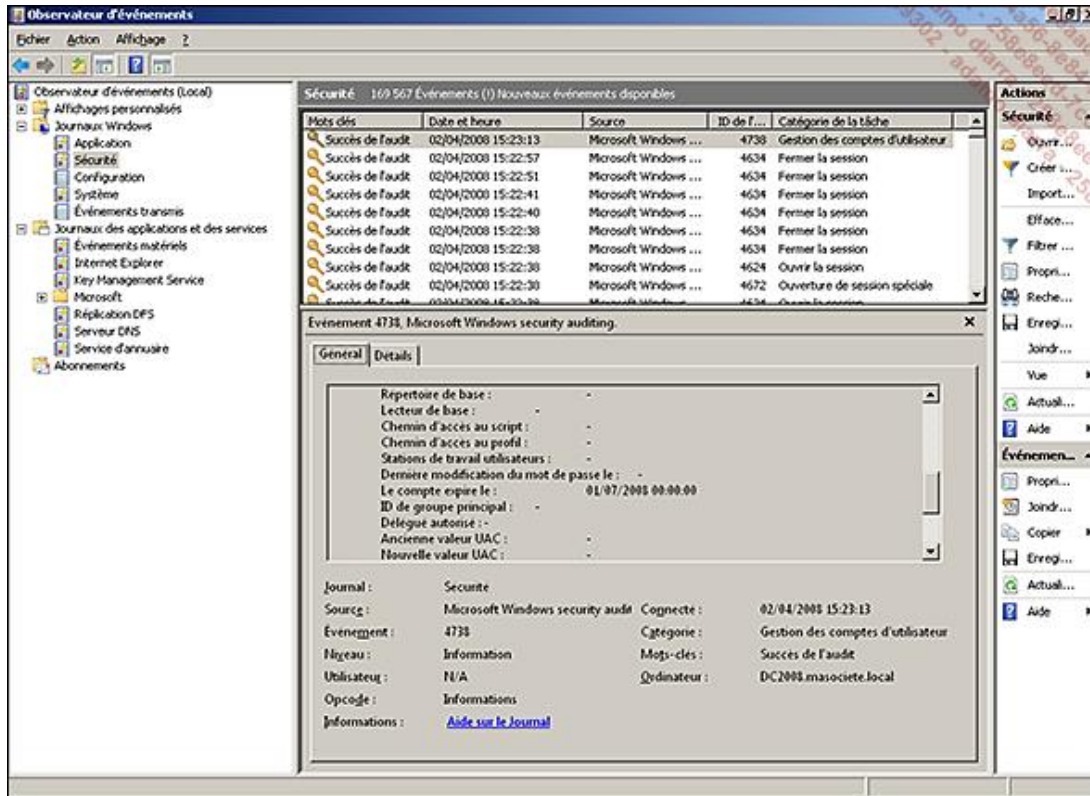 Observateur d'événements
Fichier Action Affichage ?
Observateur d'événements (Local)
Affichages personnalisés
Journaux Windows
Application
Sécurité
Configuration
Système
Événements transmis
Journaux des applications et des services
Événements matériels
Internet Explorer
Key Management Service
Microsoft
Réplication DFS
Serveur DNS
Service d'annuaire
Abonnements
Sécurité 169 567 Événements (!) Nouveaux événements disponibles
Mots clés Date et heure Source ID de l'... Catégorie de la tâche
Succès de l'audit 02/04/2008 15:23:13 Microsoft Windows ... 4738 Gestion des comptes d'utilisateur
Succès de l'audit 02/04/2008 15:22:57 Microsoft Windows ... 4634 Fermer la session
Succès de l'audit 02/04/2008 15:22:51 Microsoft Windows ... 4634 Fermer la session
Succès de l'audit 02/04/2008 15:22:41 Microsoft Windows ... 4634 Fermer la session
Succès de l'audit 02/04/2008 15:22:40 Microsoft Windows ... 4634 Fermer la session
Succès de l'audit 02/04/2008 15:22:38 Microsoft Windows ... 4634 Fermer la session
Succès de l'audit 02/04/2008 15:22:38 Microsoft Windows ... 4634 Fermer la session
Succès de l'audit 02/04/2008 15:22:38 Microsoft Windows ... 4624 Ouvrir la session
Succès de l'audit 02/04/2008 15:22:38 Microsoft Windows ... 4672 Ouverture de session spéciale
Événement 4738, Microsoft Windows security auditing.
Général Détails
Répertoire de base : -
Lecteur de base : -
Chemin d'accès au script : -
Chemin d'accès au profil : -
Stations de travail utilisateurs : -
Dernière modification du mot de passe le : -
Le compte expire le : 01/07/2008 00:00:00
ID de groupe principal : -
Délégué autorisé : -
Ancienne valeur UAC : -
Nouvelle valeur UAC : -
Journal : Sécurité
Source : Microsoft Windows security audit Connecté : 02/04/2008 15:23:13
Événement : 4738 Catégorie : Gestion des comptes d'utilisateur
Niveau : Information Mots-clés : Succès de l'audit
Utilisateur : N/A Ordinateur : DC2008.masociete.local
Opcode : Informations
Informations : Aide sur le Journal
Actions
Sécurité
Ouvrir...
Créer ...
Import...
Efface...
Filtrer ...
Propri...
Reche...
Enregi...
Joindr...
Vue
Actuali...
Aide
Événemen...
Propri...
Joindr...
Copier
Enregi...
Actuali...
Aide